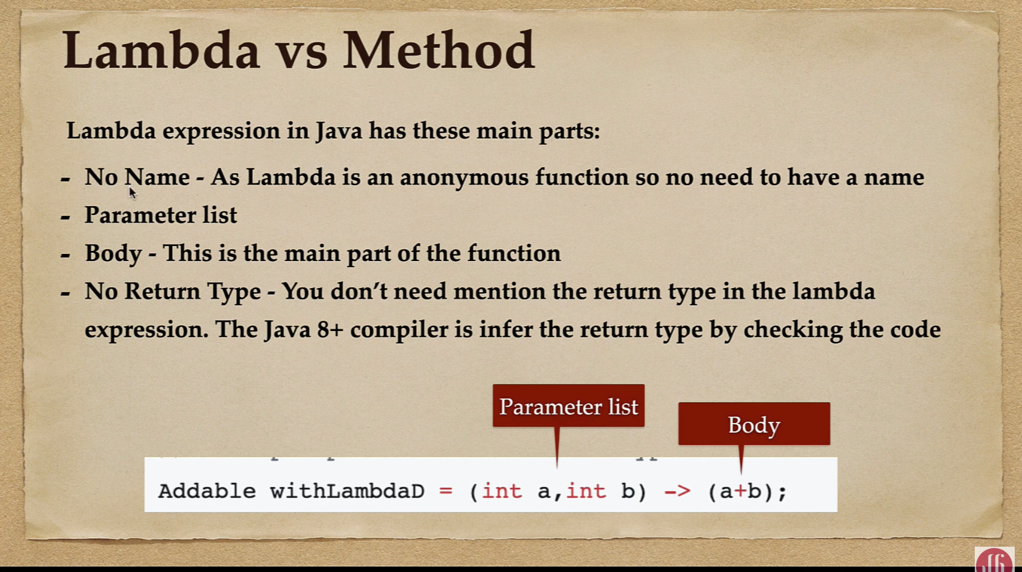 Lambda vs Method
Lambda expression in Java has these main parts:
- No Name - As Lambda is an anonymous function so no need to have a name
- Parameter list
- Body - This is the main part of the function
- No Return Type - You don’t need mention the return type in the lambda
expression. The Java 8+ compiler is infer the return type by checking the code
Parameter list
Body
Addable withLambdaD = (int a,int b) -> (a+b);